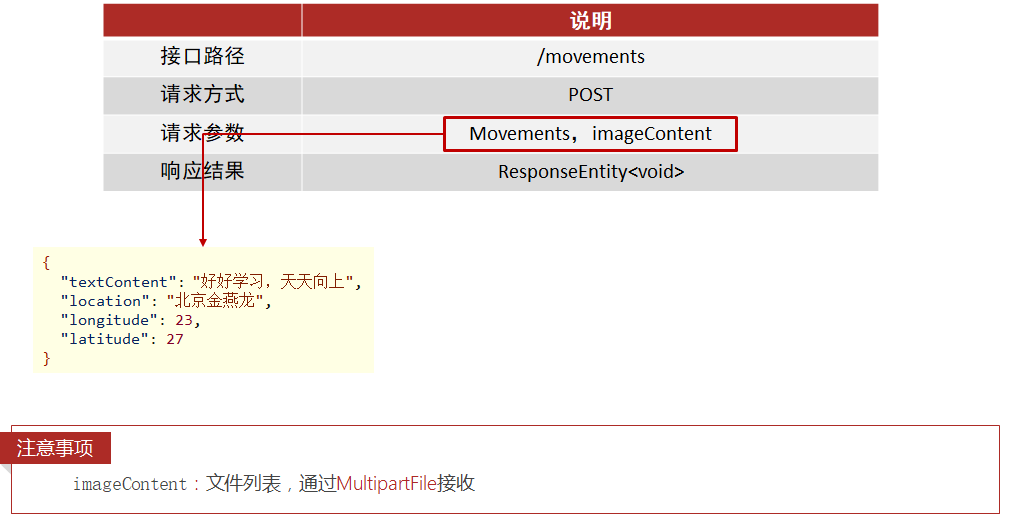 说明
接口路径 /movements
请求方式 POST
请求参数 Movements，imageContent
响应结果 ResponseEntity<void>
{
"textContent": "好好学习，天天向上",
"location": "北京金燕龙",
"longitude": 23,
"latitude": 27
}
注意事项
imageContent：文件列表，通过MultipartFile接收